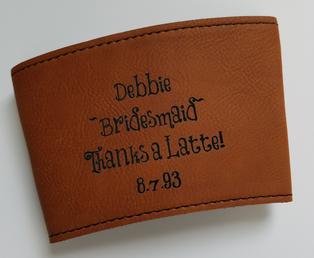 Debbie
~Bridesmaid~
Thanks a Latte!
8.7.93